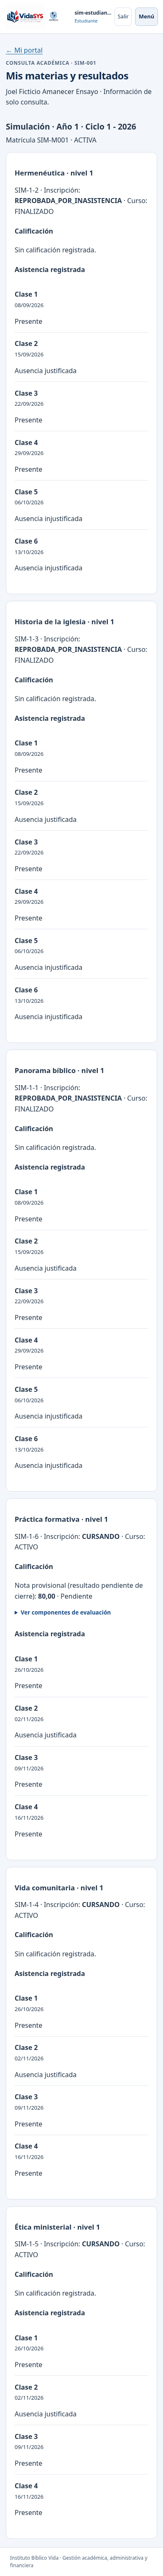 VidaSYS
sim-estudian...
Estudiante
Salir
Menú
← Mi portal
CONSULTA ACADÉMICA · SIM-001
Mis materias y resultados
Joel Ficticio Amanecer Ensayo · Información de
solo consulta.
Simulación · Año 1 · Ciclo 1 - 2026
Matrícula SIM-M001 · ACTIVA
Hermenéutica · nivel 1
SIM-1-2 · Inscripción:
REPROBADA_POR_INASISTENCIA · Curso:
FINALIZADO
Calificación
Sin calificación registrada.
Asistencia registrada
Clase 1
08/09/2026
Presente
Clase 2
15/09/2026
Ausencia justificada
Clase 3
22/09/2026
Presente
Clase 4
29/09/2026
Presente
Clase 5
06/10/2026
Ausencia injustificada
Clase 6
13/10/2026
Ausencia injustificada
Historia de la iglesia · nivel 1
SIM-1-3 · Inscripción:
REPROBADA_POR_INASISTENCIA · Curso:
FINALIZADO
Calificación
Sin calificación registrada.
Asistencia registrada
Clase 1
08/09/2026
Presente
Clase 2
15/09/2026
Ausencia justificada
Clase 3
22/09/2026
Presente
Clase 4
29/09/2026
Presente
Clase 5
06/10/2026
Ausencia injustificada
Clase 6
13/10/2026
Ausencia injustificada
Panorama bíblico · nivel 1
SIM-1-1 · Inscripción:
REPROBADA_POR_INASISTENCIA · Curso:
FINALIZADO
Calificación
Sin calificación registrada.
Asistencia registrada
Clase 1
08/09/2026
Presente
Clase 2
15/09/2026
Ausencia justificada
Clase 3
22/09/2026
Presente
Clase 4
29/09/2026
Presente
Clase 5
06/10/2026
Ausencia injustificada
Clase 6
13/10/2026
Ausencia injustificada
Práctica formativa · nivel 1
SIM-1-6 · Inscripción: CURSANDO · Curso:
ACTIVO
Calificación
Nota provisional (resultado pendiente de
cierre): 80,00 · Pendiente
▸ Ver componentes de evaluación
Asistencia registrada
Clase 1
26/10/2026
Presente
Clase 2
02/11/2026
Ausencia justificada
Clase 3
09/11/2026
Presente
Clase 4
16/11/2026
Presente
Vida comunitaria · nivel 1
SIM-1-4 · Inscripción: CURSANDO · Curso:
ACTIVO
Calificación
Sin calificación registrada.
Asistencia registrada
Clase 1
26/10/2026
Presente
Clase 2
02/11/2026
Ausencia justificada
Clase 3
09/11/2026
Presente
Clase 4
16/11/2026
Presente
Ética ministerial · nivel 1
SIM-1-5 · Inscripción: CURSANDO · Curso:
ACTIVO
Calificación
Sin calificación registrada.
Asistencia registrada
Clase 1
26/10/2026
Presente
Clase 2
02/11/2026
Ausencia justificada
Clase 3
09/11/2026
Presente
Clase 4
16/11/2026
Presente
Instituto Bíblico Vida · Gestión académica, administrativa y
financiera